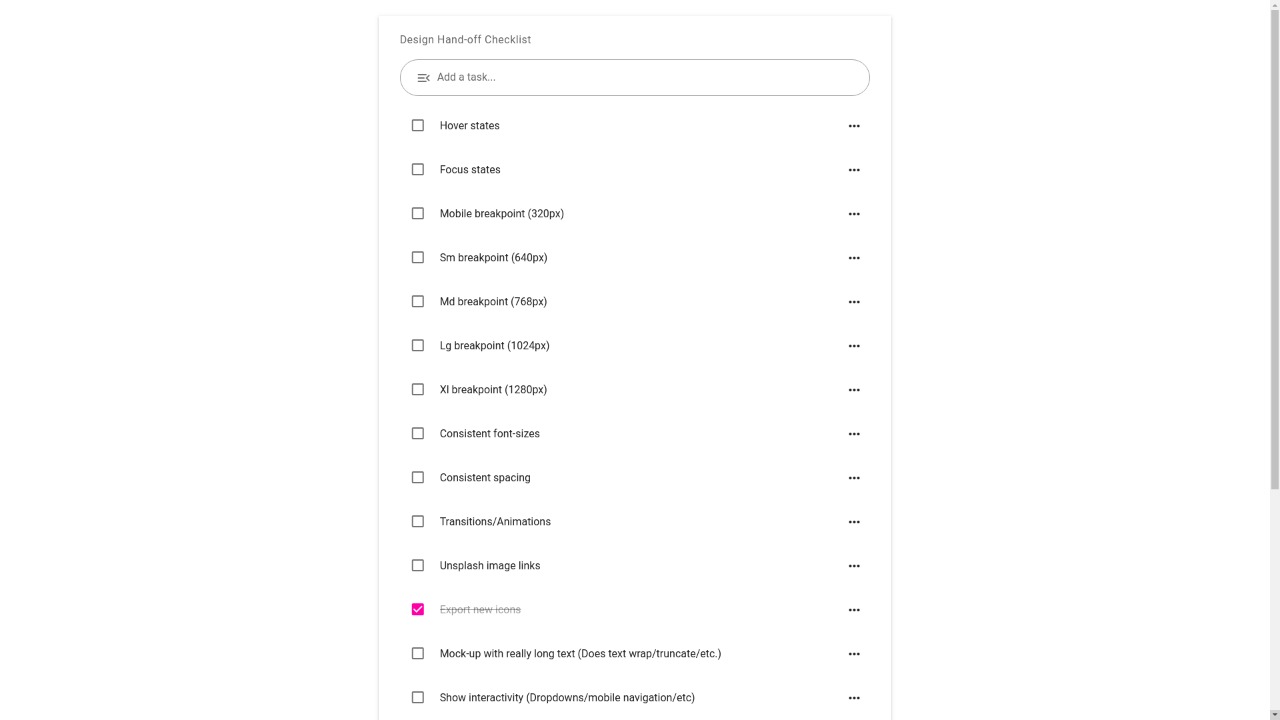 Design Hand-off Checklist
Add a task...
Hover states
Focus states
Mobile breakpoint (320px)
Sm breakpoint (640px)
Md breakpoint (768px)
Lg breakpoint (1024px)
Xl breakpoint (1280px)
Consistent font-sizes
Consistent spacing
Transitions/Animations
Unsplash image links
Export new icons
Mock-up with really long text (Does text wrap/truncate/etc.)
Show interactivity (Dropdowns/mobile navigation/etc)